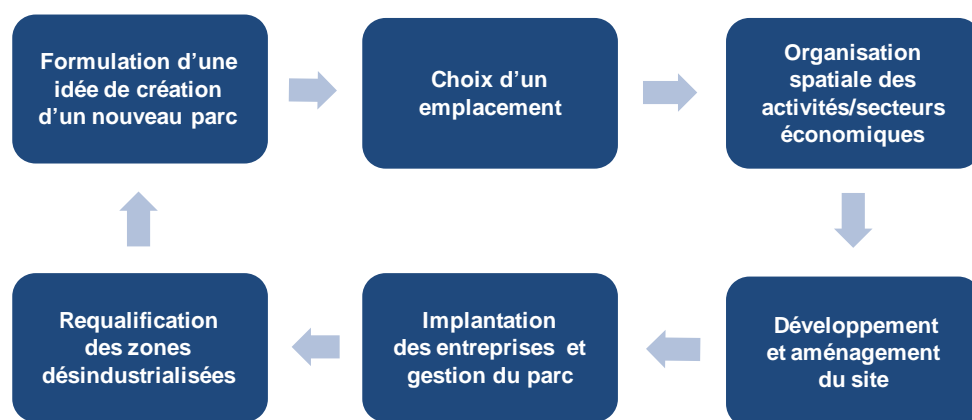 Formulation d’une
idée de création
d’un nouveau parc
Choix d’un
emplacement
Organisation
spatiale des
activités/secteurs
économiques
Développement
et aménagement
du site
Implantation
des entreprises et
gestion du parc
Requalification
des zones
désindustrialisées